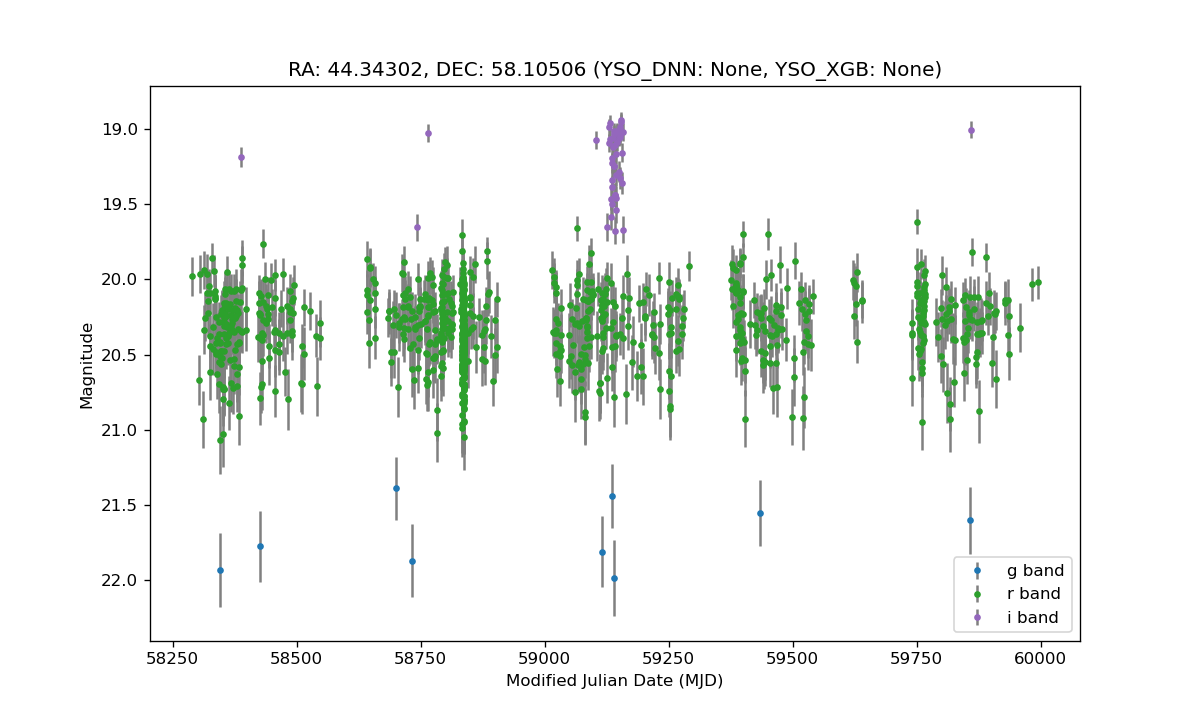 RA: 44.34302, DEC: 58.10506 (YSO_DNN: None, YSO_XGB: None)
19.0
19.5
20.0
20.5
21.0
21.5
22.0
Magnitude
g band
r band
i band
58250 58500 58750 59000 59250 59500 59750 60000
Modified Julian Date (MJD)